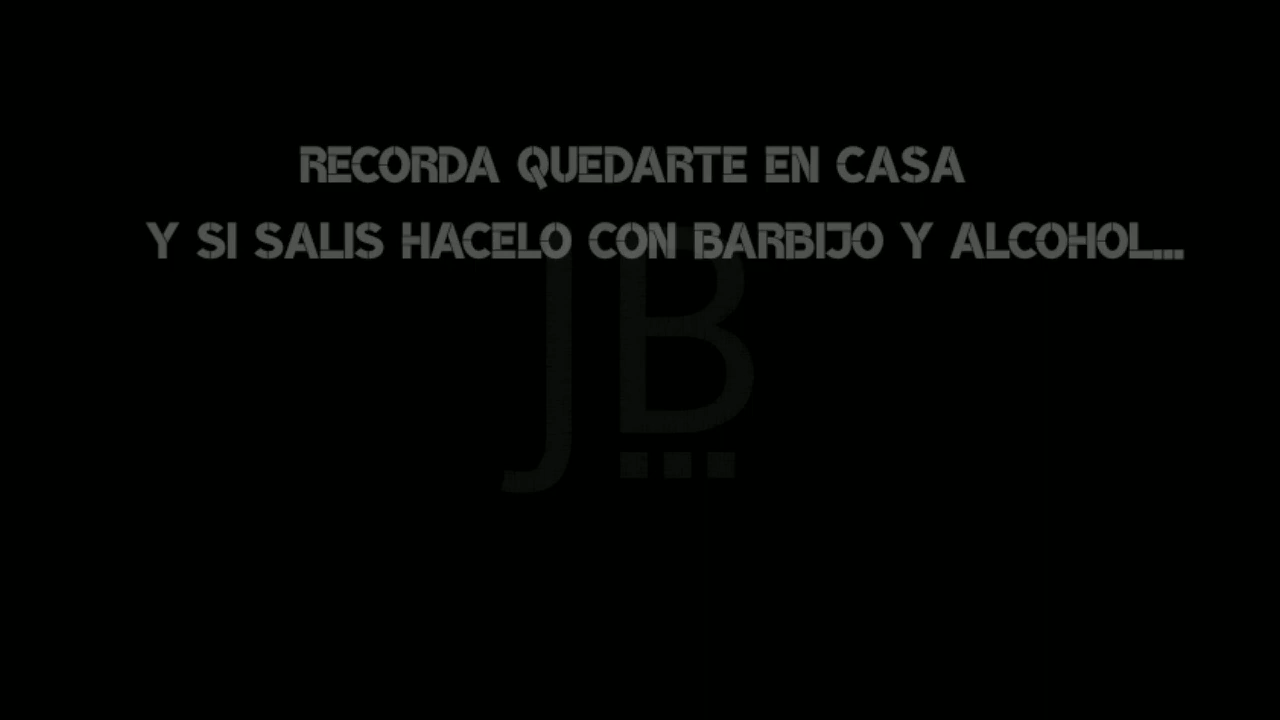 RECORDA QUEDARTE EN CASA
Y SI SALIS HACELO CON BARBIJO Y ALCOHOL...
JB...